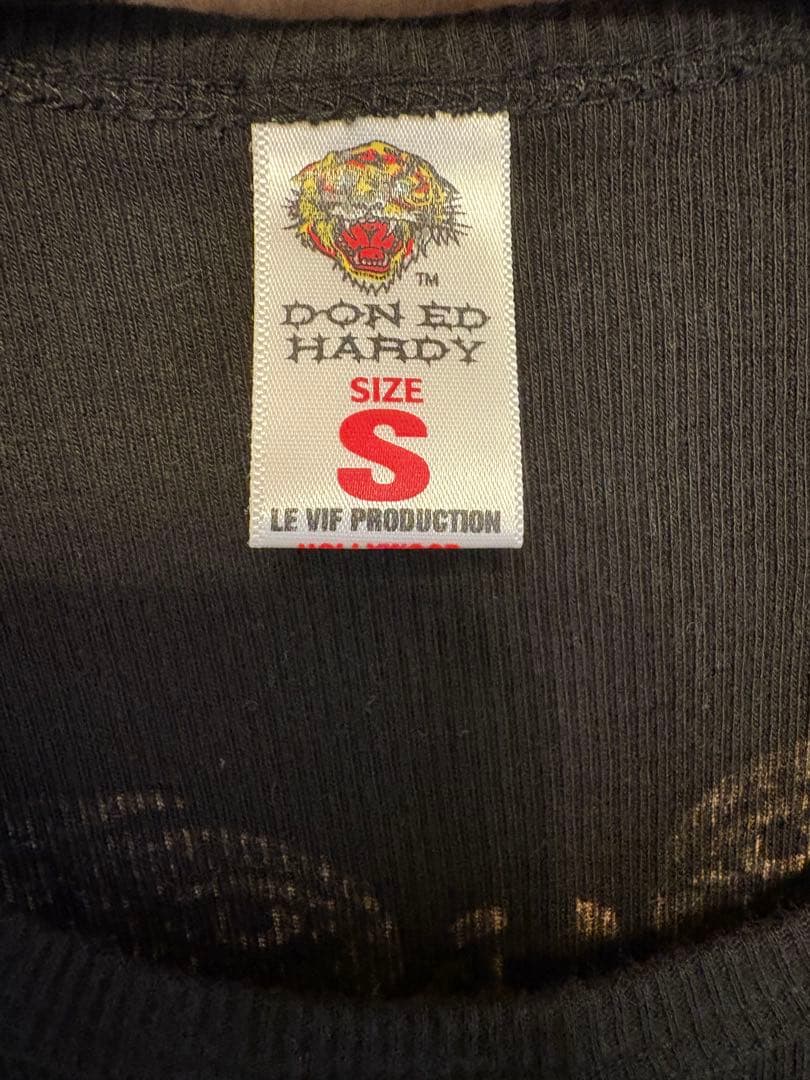 TM
DON ED
HARDY
SIZE
S
LE VIF PRODUCTION